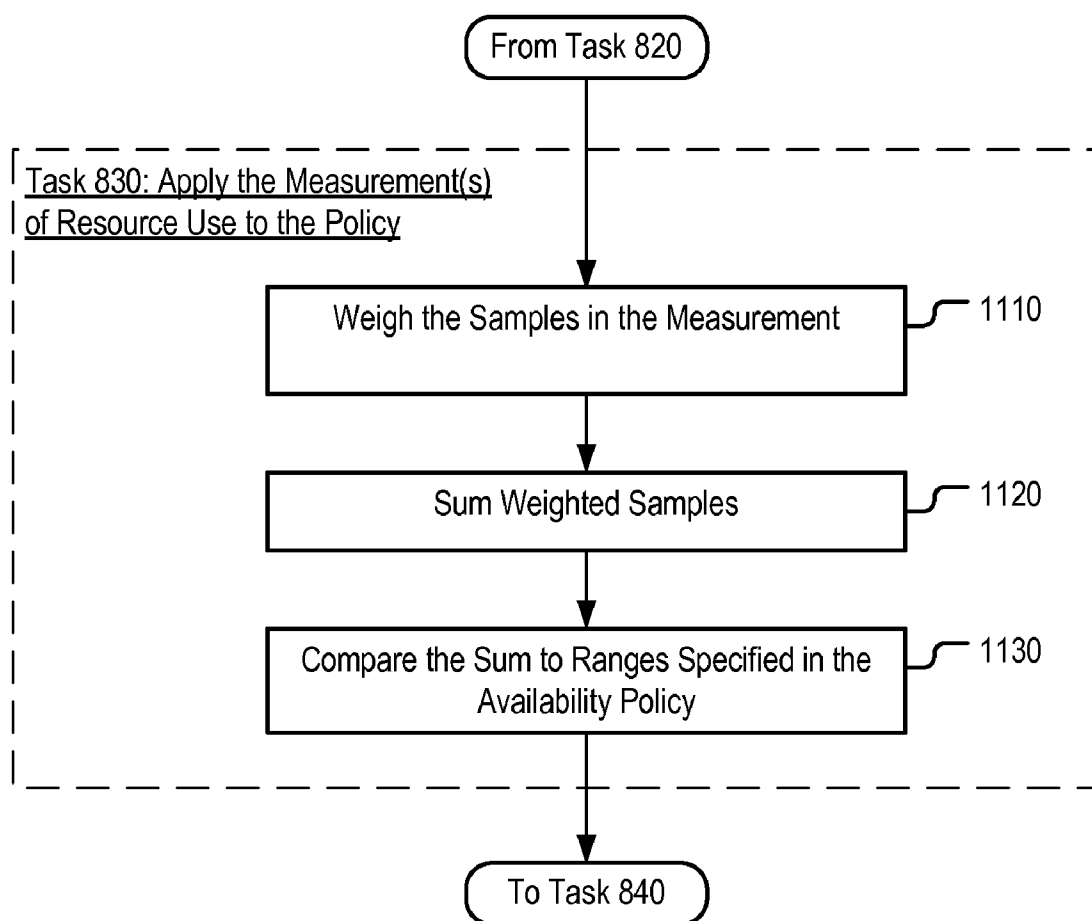 From Task 820
Task 830: Apply the Measurement(s)
of Resource Use to the Policy
Weigh the Samples in the Measurement
1110
Sum Weighted Samples
1120
Compare the Sum to Ranges Specified in the
Availability Policy
1130
To Task 840